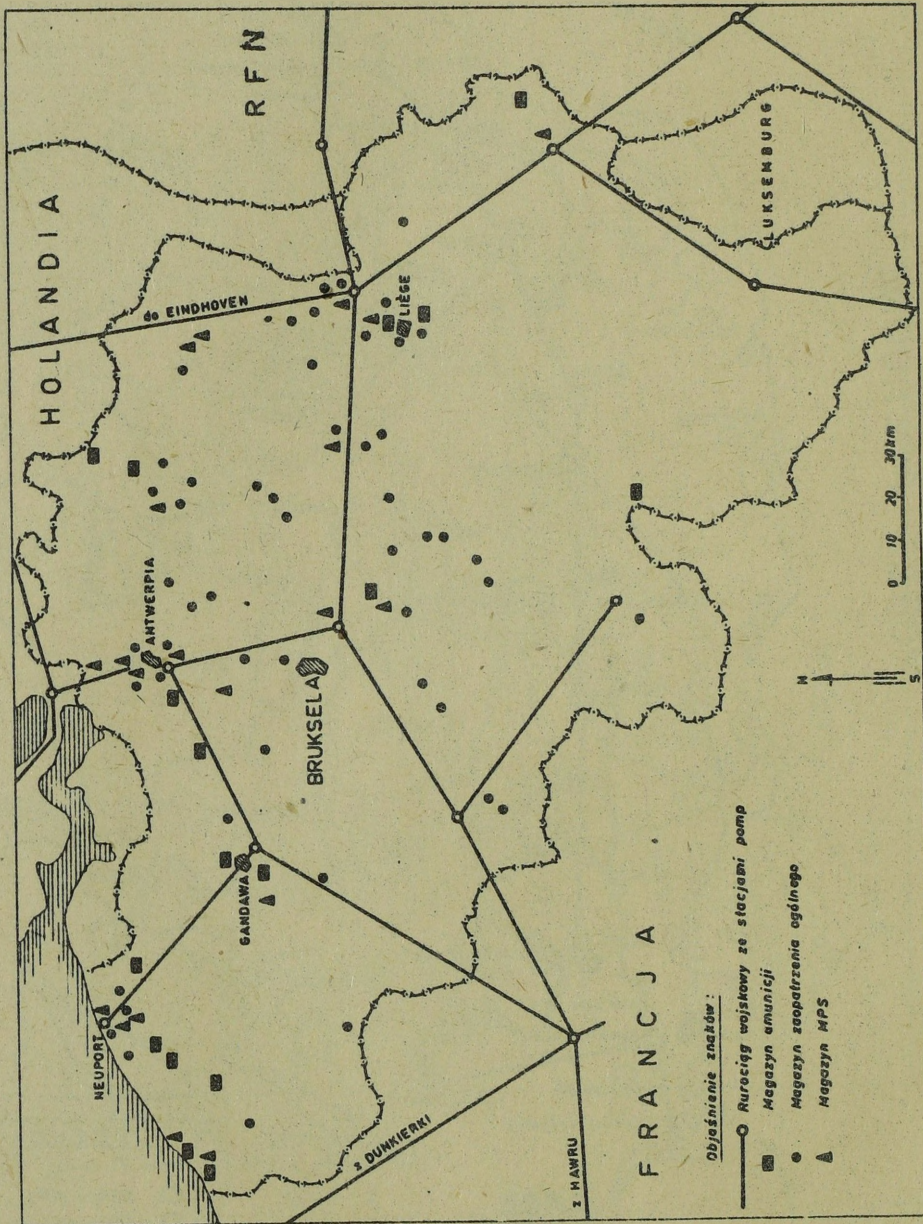 HOLANDIA
RFN
do EINDHOVEN
NEUPORT
ANTWERPIA
GANDAWA
BRUKSELA
LIÈGE
LUKSEMBURG
z DUNKIERKI
z HAWRU
FRANCJA
N
S
0 10 20 30km
Objaśnienie znaków:
Rurociąg wojskowy ze stacjami pomp
Magazyn amunicji
Magazyn zaopatrzenia ogólnego
Magazyn MPS